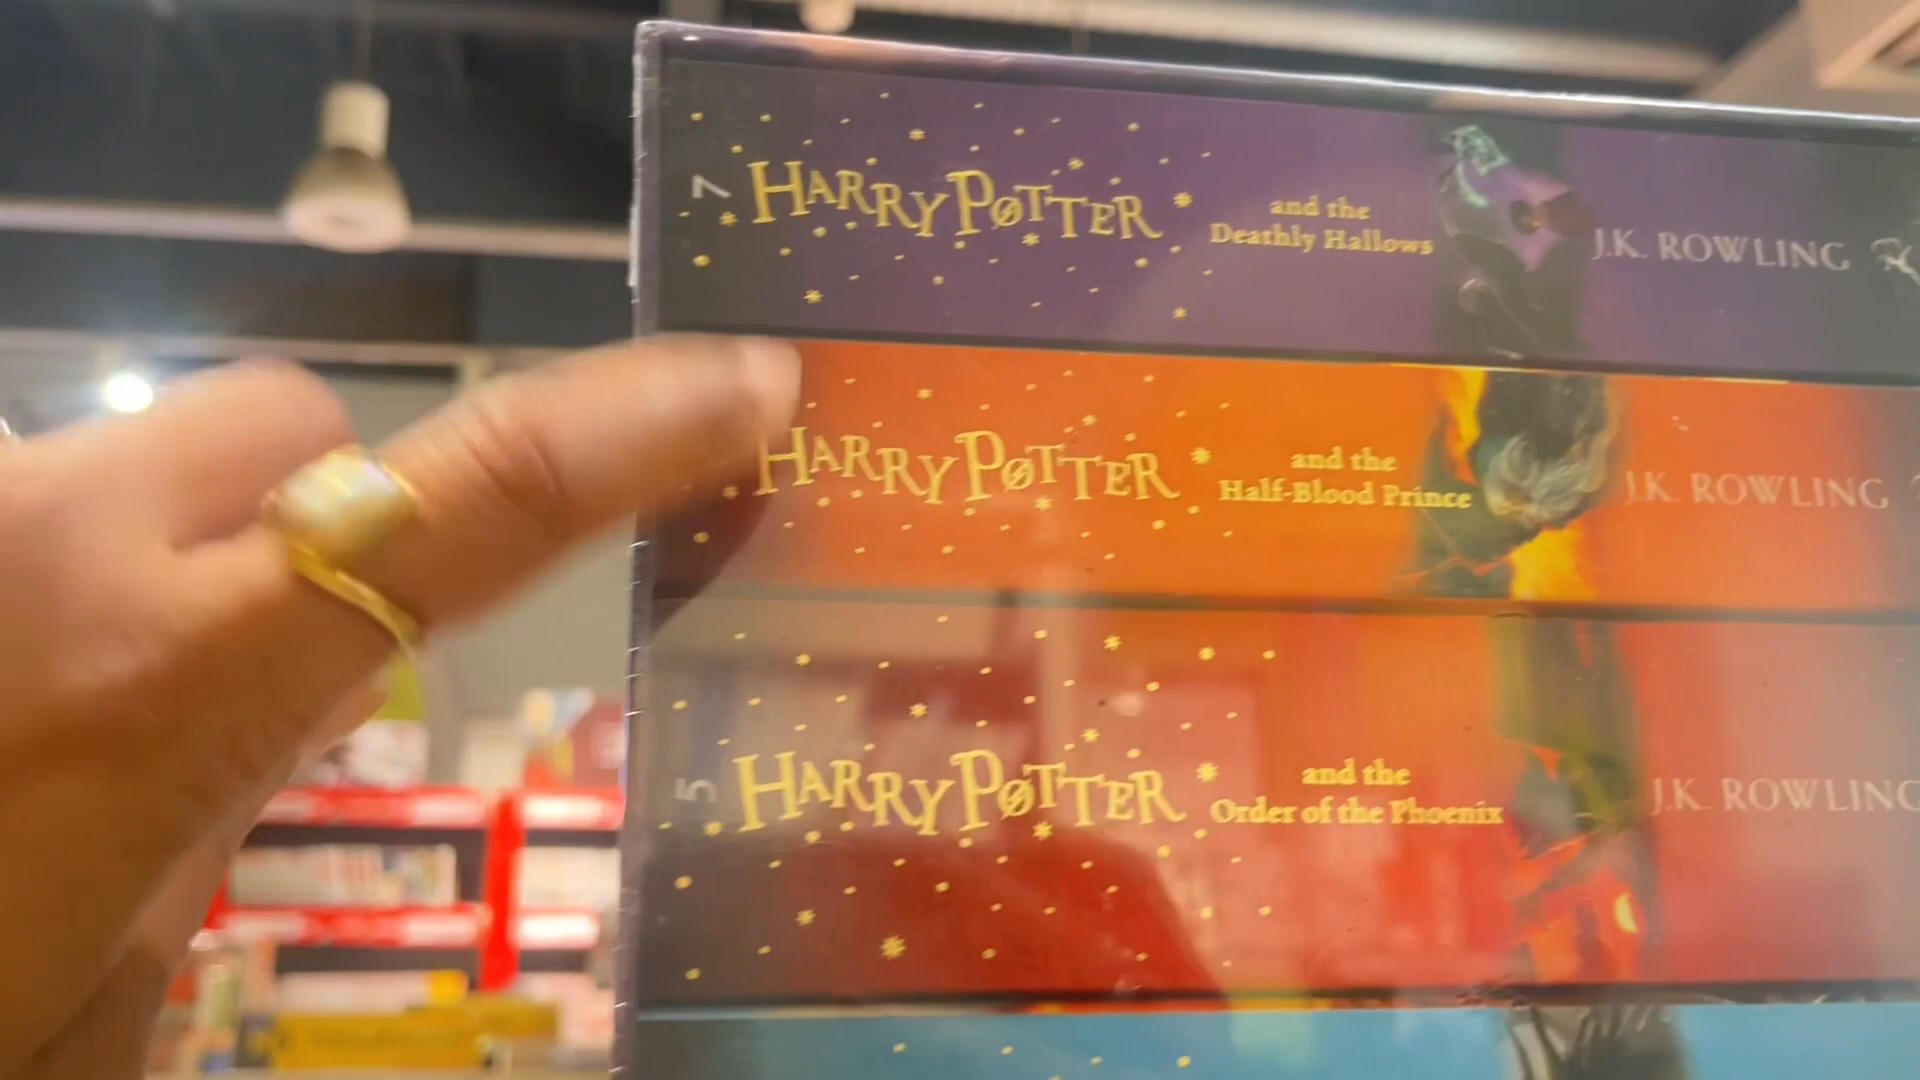 7 HARRY POTTER and the Deathly Hallows J.K. ROWLING
HARRY POTTER and the Half-Blood Prince J.K. ROWLING
5 HARRY POTTER and the Order of the Phoenix J.K. ROWLING